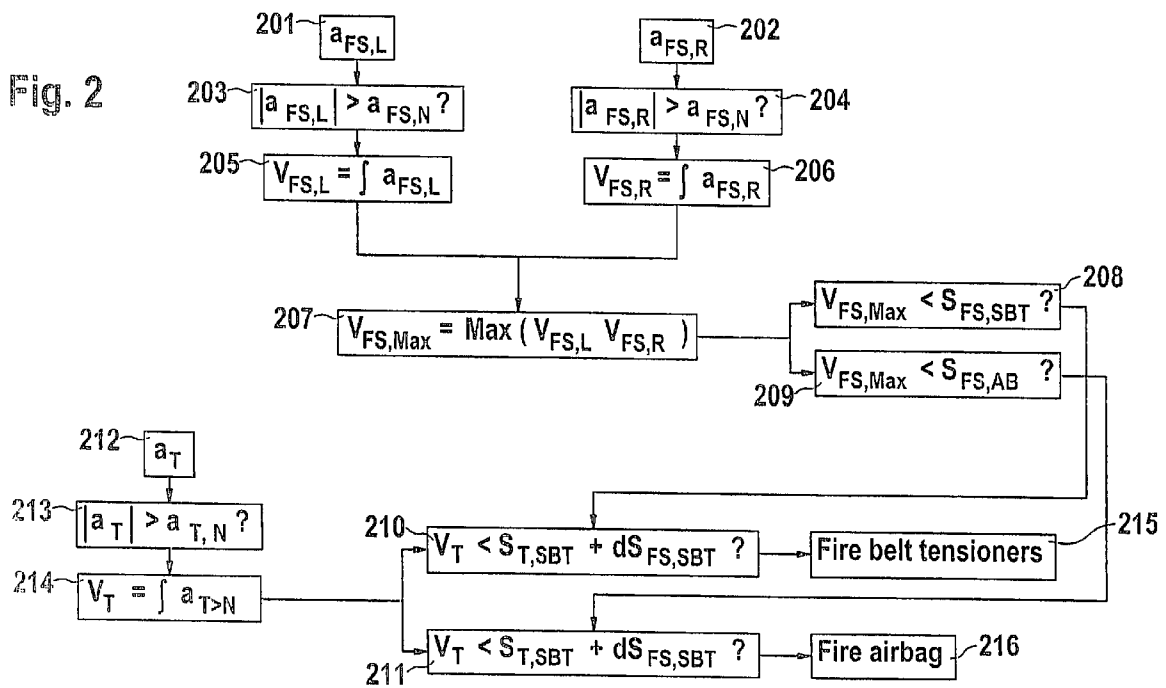 Fig. 2
201
a FS,L
202
a FS,R
203
|a FS,L| > a FS,N ?
204
|a FS,R| > a FS,N ?
205
V FS,L = ∫ a FS,L
206
V FS,R = ∫ a FS,R
207
V FS,Max = Max ( V FS,L V FS,R )
208
V FS,Max < S FS,SBT ?
209
V FS,Max < S FS,AB ?
212
a T
213
|a T| > a T, N ?
214
V T = ∫ a T>N
210
V T < S T,SBT + dS FS,SBT ?
215
Fire belt tensioners
211
V T < S T,SBT + dS FS,SBT ?
216
Fire airbag